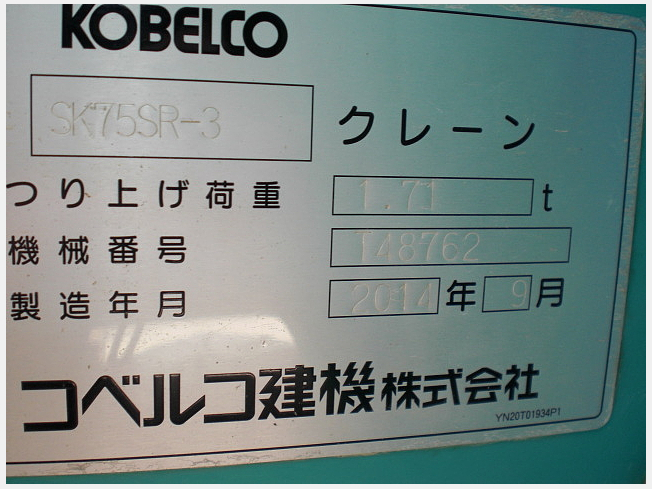 KOBELCO
SK75SR-3 クレーン
つり上げ荷重 1.71 t
機械番号 T48762
製造年月 2014 年 9 月
コベルコ建機株式会社
YN20T01934P1